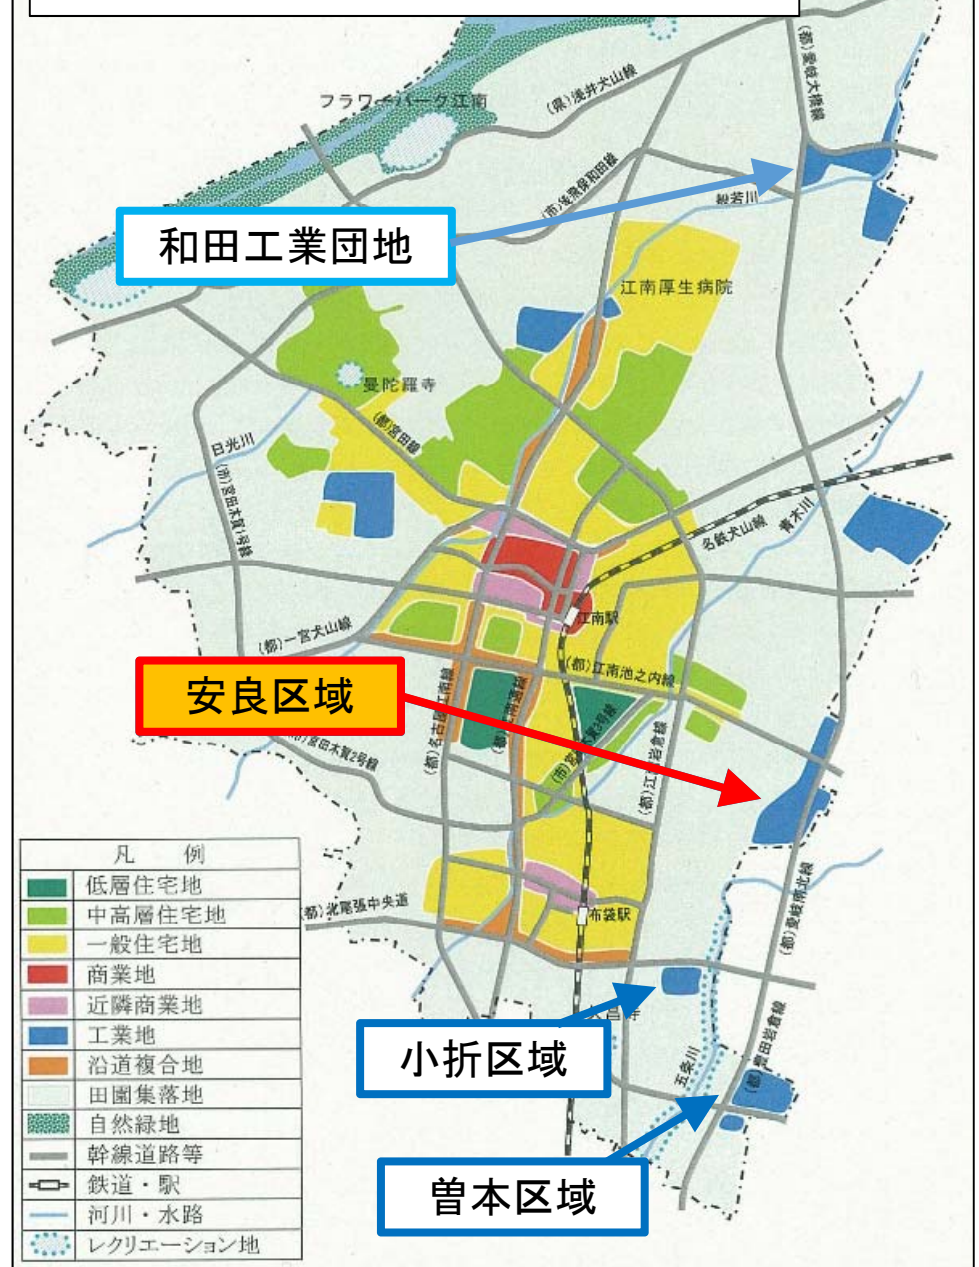 (都)愛岐大橋線
(県)浅井犬山線
フラワーパーク江南
(市)浅飛保和田線
般若川
和田工業団地
江南厚生病院
曼陀羅寺
(都)宮田線
日光川
(市)宮田木賀1号線
名鉄犬山線
青木川
江南駅
(都)一宮犬山線
(都)江南池之内線
安良区域
(都)名古屋江南線
(都)江南通線
(市)宮田木賀2号線
(都)江南岩倉線
(都)愛岐南北線
凡 例
低層住宅地
中高層住宅地
一般住宅地
商業地
近隣商業地
工業地
沿道複合地
田園集落地
自然緑地
幹線道路等
鉄道・駅
河川・水路
レクリエーション地
(都)北尾張中央道
布袋駅
小折区域
五条川
(都)豊田岩倉線
曽本区域